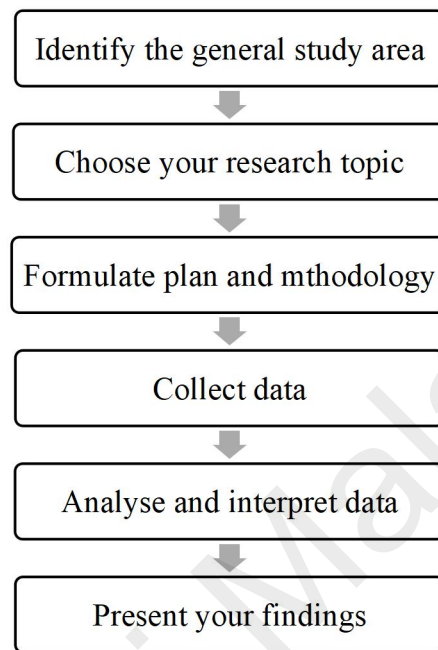 Identify the general study area
Choose your research topic
Formulate plan and mthodology
Collect data
Analyse and interpret data
Present your findings